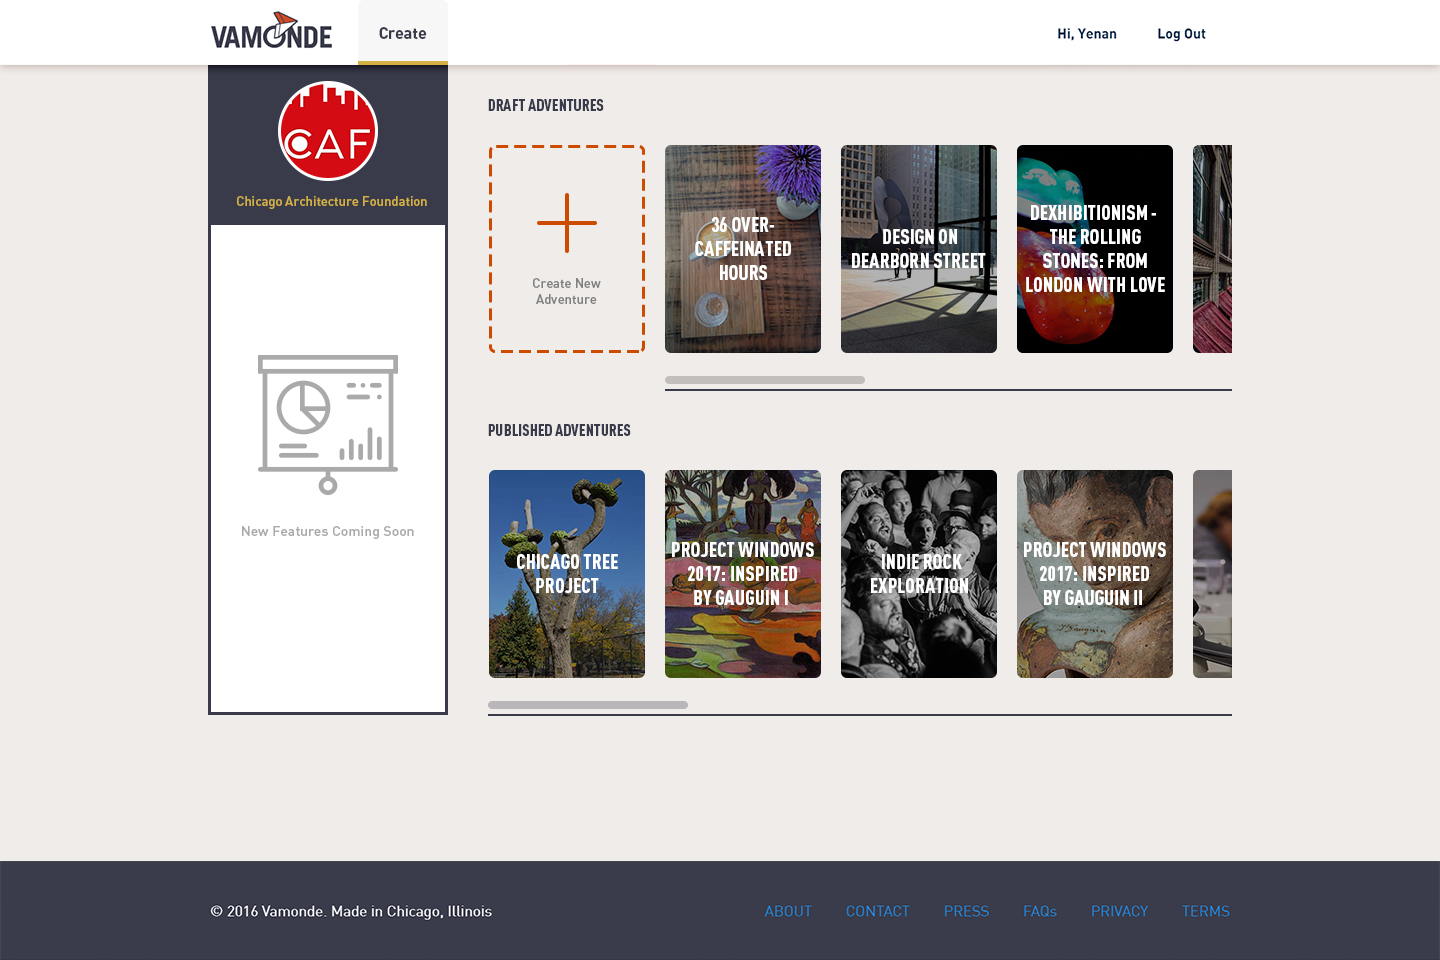 VAMONDE
Create
Hi, Yenan
Log Out
CAF
Chicago Architecture Foundation
New Features Coming Soon
DRAFT ADVENTURES
Create New
Adventure
36 OVER-
CAFFEINATED
HOURS
DESIGN ON
DEARBORN STREET
DEXHIBITIONISM -
THE ROLLING
STONES: FROM
LONDON WITH LOVE
PUBLISHED ADVENTURES
CHICAGO TREE
PROJECT
PROJECT WINDOWS
2017: INSPIRED
BY GAUGUIN I
INDIE ROCK
EXPLORATION
PROJECT WINDOWS
2017: INSPIRED
BY GAUGUIN II
© 2016 Vamonde. Made in Chicago, Illinois
ABOUT
CONTACT
PRESS
FAQs
PRIVACY
TERMS